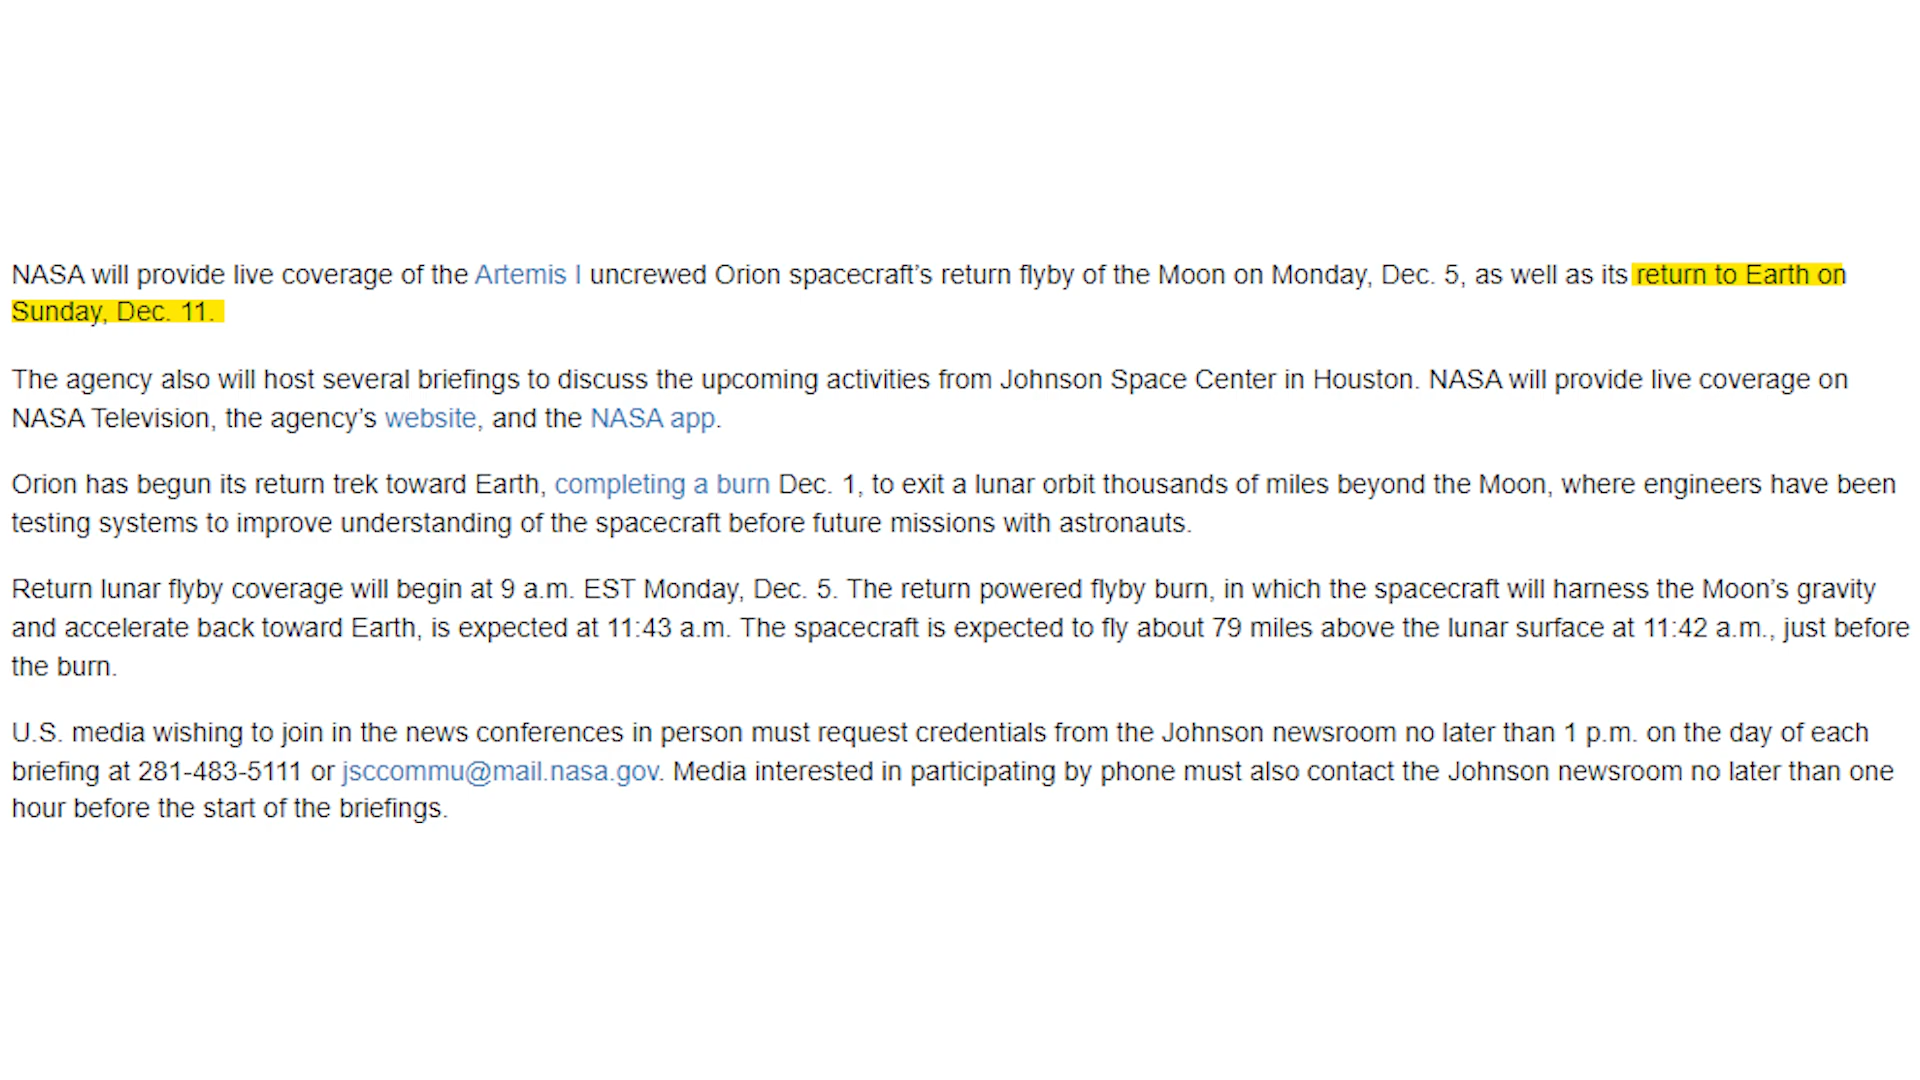 NASA will provide live coverage of the Artemis I uncrewed Orion spacecraft’s return flyby of the Moon on Monday, Dec. 5, as well as its return to Earth on
Sunday, Dec. 11.
The agency also will host several briefings to discuss the upcoming activities from Johnson Space Center in Houston. NASA will provide live coverage on
NASA Television, the agency’s website, and the NASA app.
Orion has begun its return trek toward Earth, completing a burn Dec. 1, to exit a lunar orbit thousands of miles beyond the Moon, where engineers have been
testing systems to improve understanding of the spacecraft before future missions with astronauts.
Return lunar flyby coverage will begin at 9 a.m. EST Monday, Dec. 5. The return powered flyby burn, in which the spacecraft will harness the Moon’s gravity
and accelerate back toward Earth, is expected at 11:43 a.m. The spacecraft is expected to fly about 79 miles above the lunar surface at 11:42 a.m., just before
the burn.
U.S. media wishing to join in the news conferences in person must request credentials from the Johnson newsroom no later than 1 p.m. on the day of each
briefing at 281-483-5111 or jsccommu@mail.nasa.gov. Media interested in participating by phone must also contact the Johnson newsroom no later than one
hour before the start of the briefings.